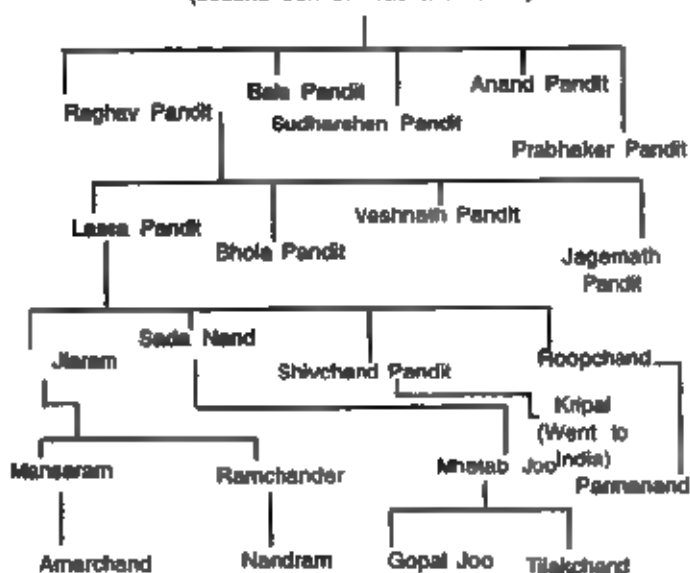 Bala Pandit
Anand Pandit
Raghav Pandit
Sudharshan Pandit
Prabhaker Pandit
Lassa Pandit
Veshnath Pandit
Bhola Pandit
Jagernath
Pandit
Sada Nand
Jiaram
Shivchand Pandit
Roopchand
Kripal
(Went to
India)
Mansaram
Ramchander
Mhatab Joo
Parmanand
Amarchand
Nandram
Gopal Joo
Tilakchand